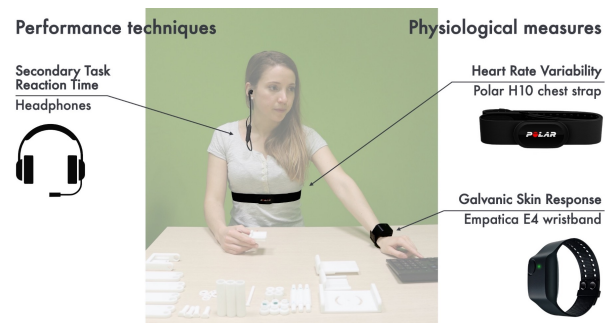 Performance techniques
Physiological measures
Secondary Task
Reaction Time
Headphones
Heart Rate Variability
Polar H10 chest strap
POLAR
Galvanic Skin Response
Empatica E4 wristband